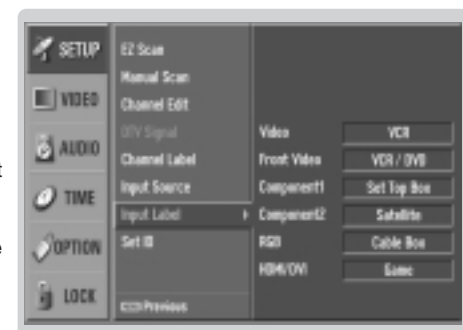 SETUP
VIDEO
AUDIO
TIME
OPTION
LOCK
EZ Scan
Manual Scan
Channel Edit
DTV Signal
Channel Label
Input Source
Input Label
Set ID
Previous
Video VCR
Front Video VCR / DVD
Component1 Set Top Box
Component2 Satellite
RGB Cable Box
HDMI/DVI Game
t
e